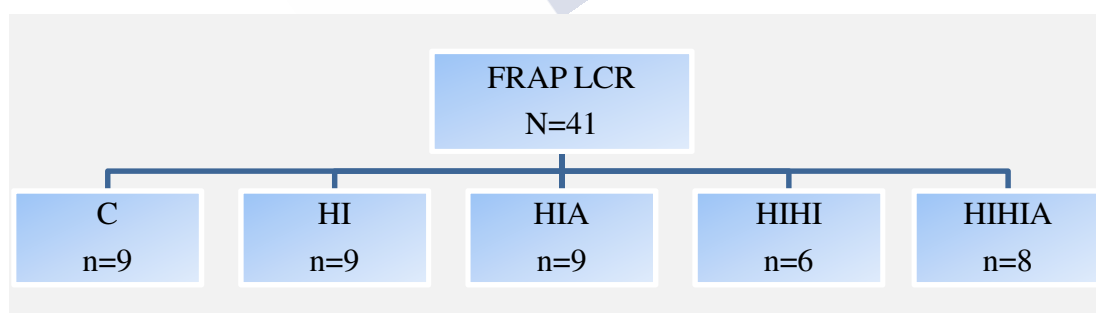 FRAP LCR
N=41
C
n=9
HI
n=9
HIA
n=9
HIHI
n=6
HIHIA
n=8